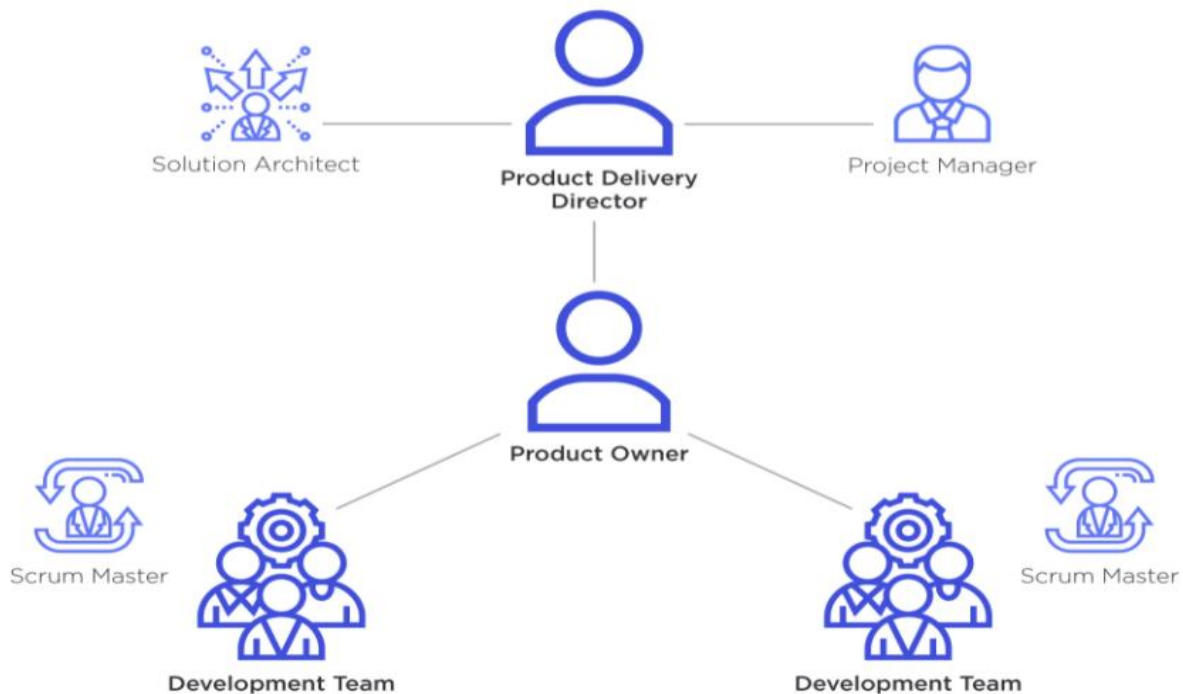 Solution Architect
Product Delivery
Director
Project Manager
Product Owner
Scrum Master
Scrum Master
Development Team
Development Team